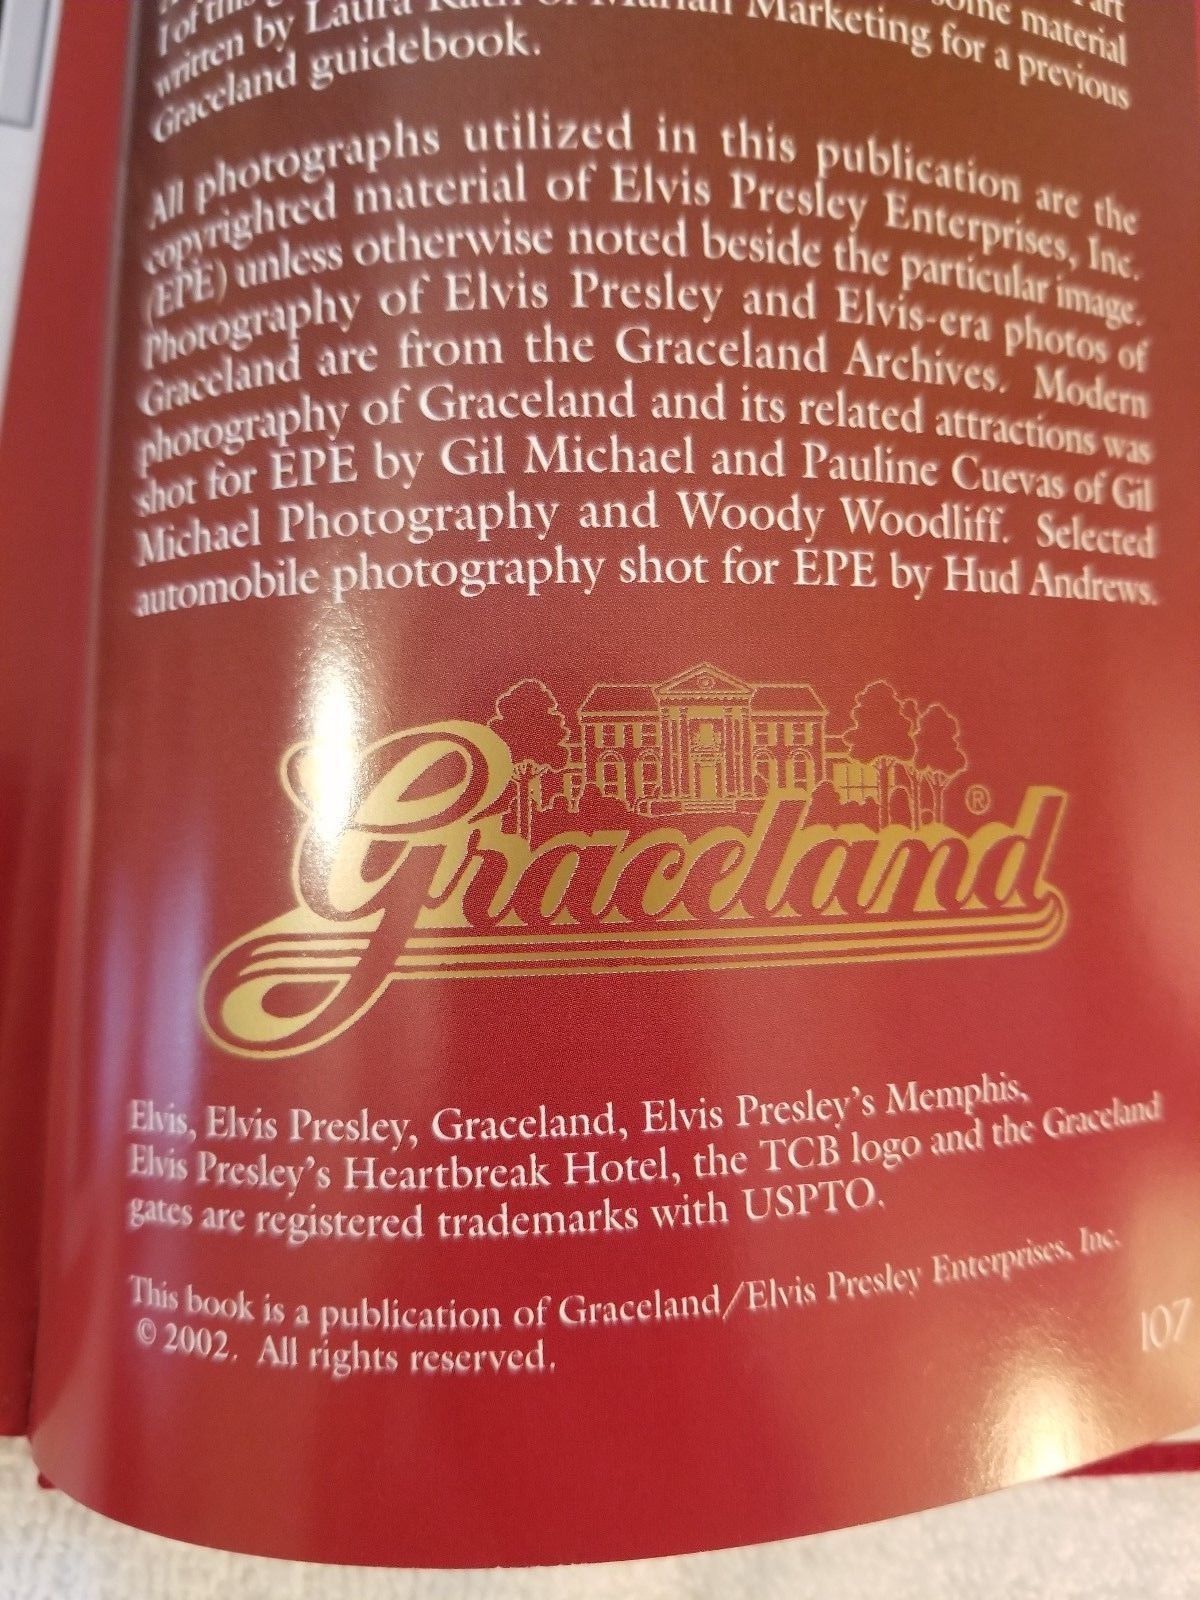 of this
some material
written by Laura Kath of Mariah Marketing for a previous
Graceland guidebook.
All photographs utilized in this publication are the
copyrighted material of Elvis Presley Enterprises, Inc.
(EPE) unless otherwise noted beside the particular image.
Photography of Elvis Presley and Elvis-era photos of
Graceland are from the Graceland Archives. Modern
photography of Graceland and its related attractions was
shot for EPE by Gil Michael and Pauline Cuevas of Gil
Michael Photography and Woody Woodliff. Selected
automobile photography shot for EPE by Hud Andrews.
Graceland®
Elvis, Elvis Presley, Graceland, Elvis Presley's Memphis,
Elvis Presley's Heartbreak Hotel, the TCB logo and the Graceland
gates are registered trademarks with USPTO.
This book is a publication of Graceland/Elvis Presley Enterprises, Inc.
© 2002. All rights reserved.
107